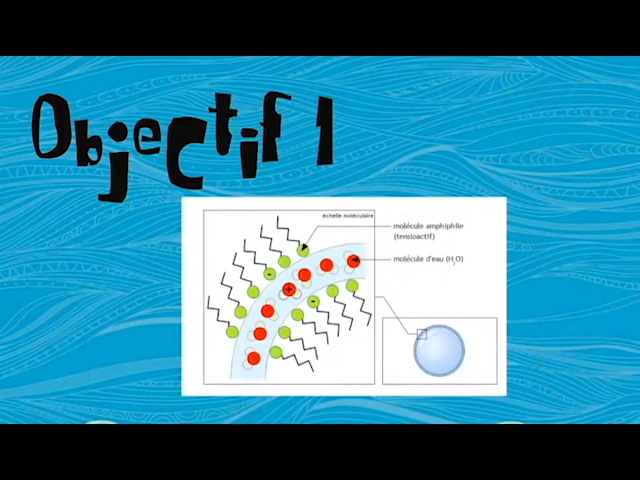 Objectif 1
échelle moléculaire
molécule amphiphile
(tensioactif)
molécule d'eau (H₂O)
-
+
-